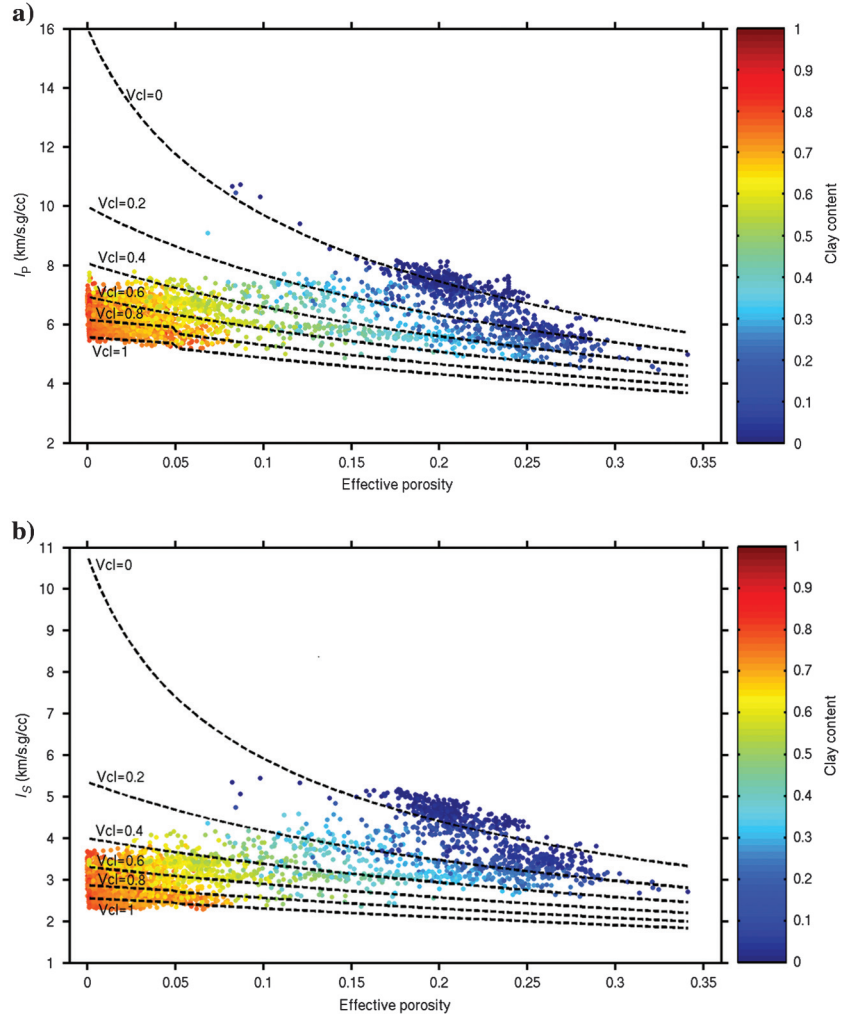 a)
16
14
12
10
8
6
4
2
I_P (km/s.g/cc)
Vcl=0
Vcl=0.2
Vcl=0.4
Vcl=0.6
Vcl=0.8
Vcl=1
0 0.05 0.1 0.15 0.2 0.25 0.3 0.35
Effective porosity
1
0.9
0.8
0.7
0.6
0.5
0.4
0.3
0.2
0.1
0
Clay content
b)
11
10
9
8
7
6
5
4
3
2
1
I_S (km/s.g/cc)
Vcl=0
Vcl=0.2
Vcl=0.4
Vcl=0.6
Vcl=0.8
Vcl=1
0 0.05 0.1 0.15 0.2 0.25 0.3 0.35
Effective porosity
1
0.9
0.8
0.7
0.6
0.5
0.4
0.3
0.2
0.1
0
Clay content